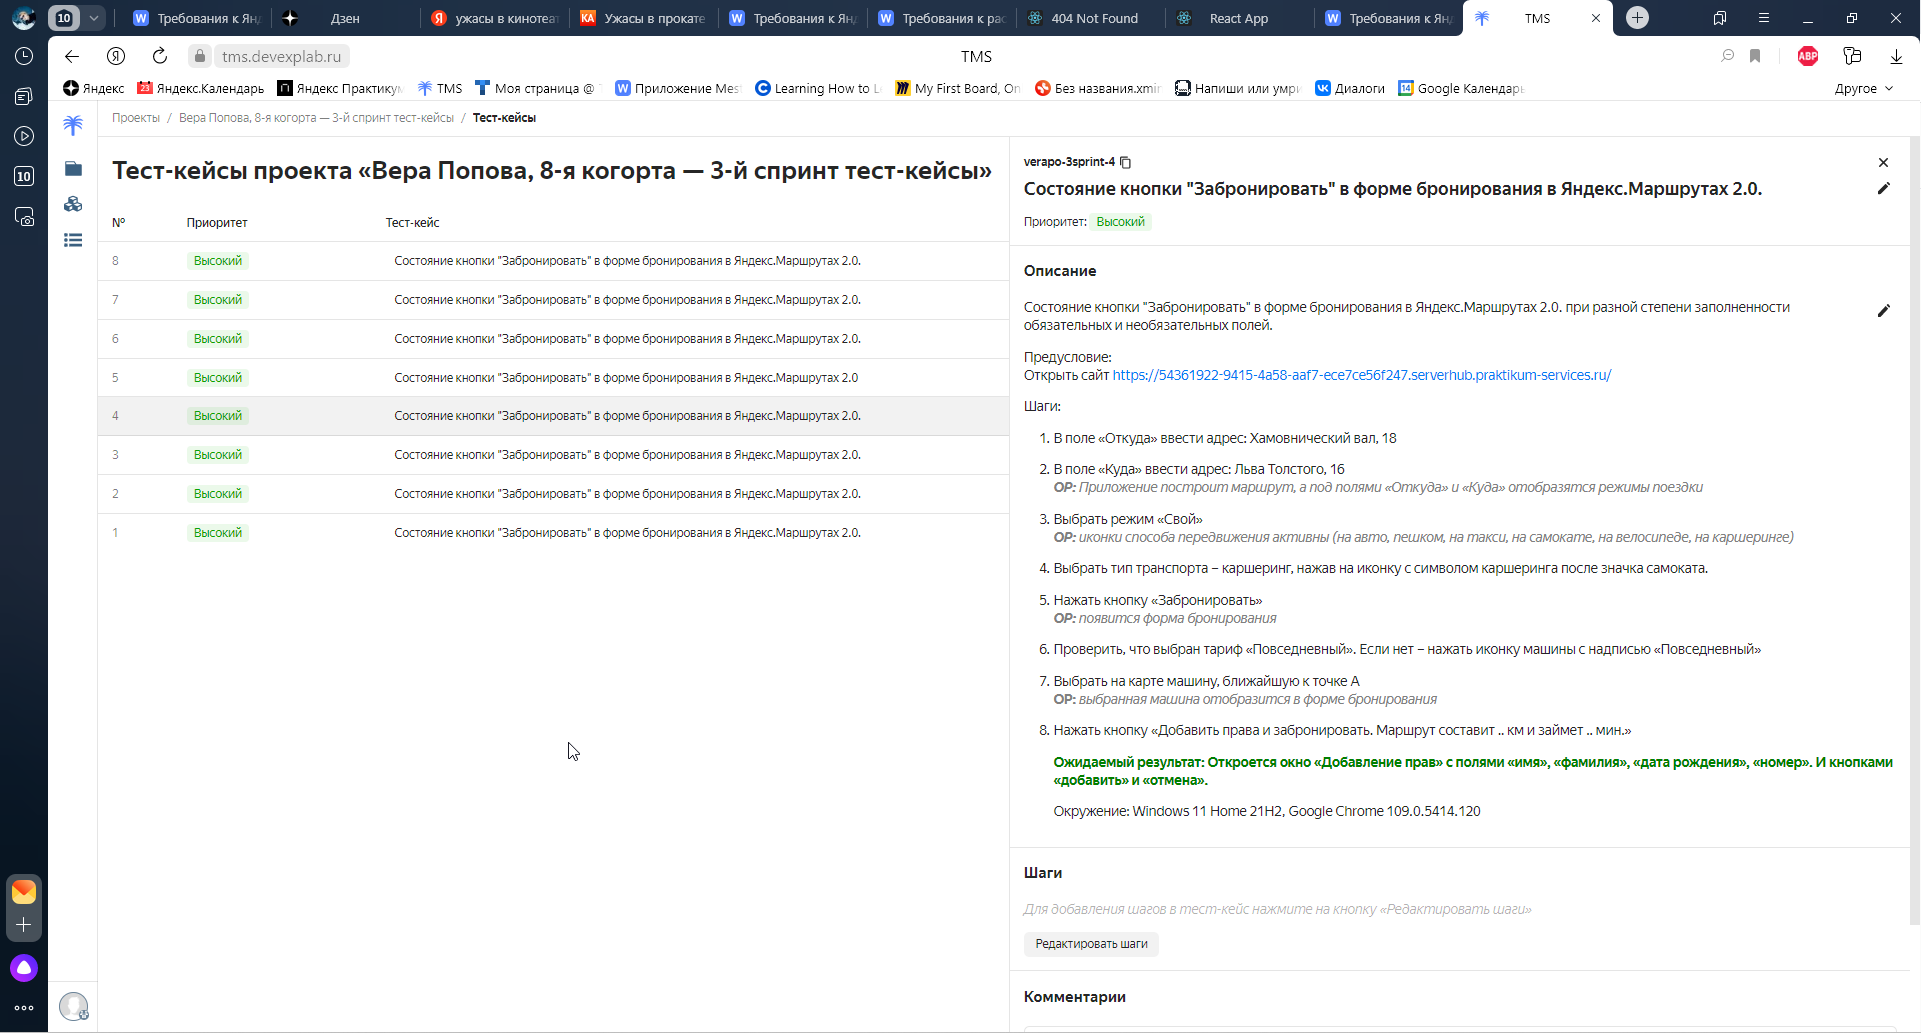 10
Требования к Янд
Дзен
ужасы в кинотеат
Ужасы в прокате
Требования к Янд
Требования к рас
404 Not Found
React App
Требования к Янд
TMS
tms.devexplab.ru
TMS
ABP
Яндекс
23
Яндекс.Календарь
Яндекс Практикум
TMS
Моя страница @
Приложение Mes
Learning How to L
My First Board, On
Без названия.xmin
Напиши или умри
Диалоги
14
Google Календарь
Другое
10
Проекты / Вера Попова, 8-я когорта — 3-й спринт тест-кейсы / Тест-кейсы
Тест-кейсы проекта «Вера Попова, 8-я когорта — 3-й спринт тест-кейсы»
№ Приоритет Тест-кейс
8 Высокий Состояние кнопки "Забронировать" в форме бронирования в Яндекс.Маршрутах 2.0.
7 Высокий Состояние кнопки "Забронировать" в форме бронирования в Яндекс.Маршрутах 2.0.
6 Высокий Состояние кнопки "Забронировать" в форме бронирования в Яндекс.Маршрутах 2.0.
5 Высокий Состояние кнопки "Забронировать" в форме бронирования в Яндекс.Маршрутах 2.0
4 Высокий Состояние кнопки "Забронировать" в форме бронирования в Яндекс.Маршрутах 2.0.
3 Высокий Состояние кнопки "Забронировать" в форме бронирования в Яндекс.Маршрутах 2.0.
2 Высокий Состояние кнопки "Забронировать" в форме бронирования в Яндекс.Маршрутах 2.0.
1 Высокий Состояние кнопки "Забронировать" в форме бронирования в Яндекс.Маршрутах 2.0.
verapo-3sprint-4
Состояние кнопки "Забронировать" в форме бронирования в Яндекс.Маршрутах 2.0.
Приоритет: Высокий
Описание
Состояние кнопки "Забронировать" в форме бронирования в Яндекс.Маршрутах 2.0. при разной степени заполненности
обязательных и необязательных полей.
Предусловие:
Открыть сайт https://54361922-9415-4a58-aaf7-ece7ce56f247.serverhub.praktikum-services.ru/
Шаги:
1. В поле «Откуда» ввести адрес: Хамовнический вал, 18
2. В поле «Куда» ввести адрес: Льва Толстого, 16
ОР: Приложение построит маршрут, а под полями «Откуда» и «Куда» отобразятся режимы поездки
3. Выбрать режим «Свой»
ОР: иконки способа передвижения активны (на авто, пешком, на такси, на самокате, на велосипеде, на каршеринге)
4. Выбрать тип транспорта – каршеринг, нажав на иконку с символом каршеринга после значка самоката.
5. Нажать кнопку «Забронировать»
ОР: появится форма бронирования
6. Проверить, что выбран тариф «Повседневный». Если нет – нажать иконку машины с надписью «Повседневный»
7. Выбрать на карте машину, ближайшую к точке А
ОР: выбранная машина отобразится в форме бронирования
8. Нажать кнопку «Добавить права и забронировать. Маршрут составит .. км и займет .. мин.»
Ожидаемый результат: Откроется окно «Добавление прав» с полями «имя», «фамилия», «дата рождения», «номер». И кнопками
«добавить» и «отмена».
Окружение: Windows 11 Home 21H2, Google Chrome 109.0.5414.120
Шаги
Для добавления шагов в тест-кейс нажмите на кнопку «Редактировать шаги»
Редактировать шаги
Комментарии